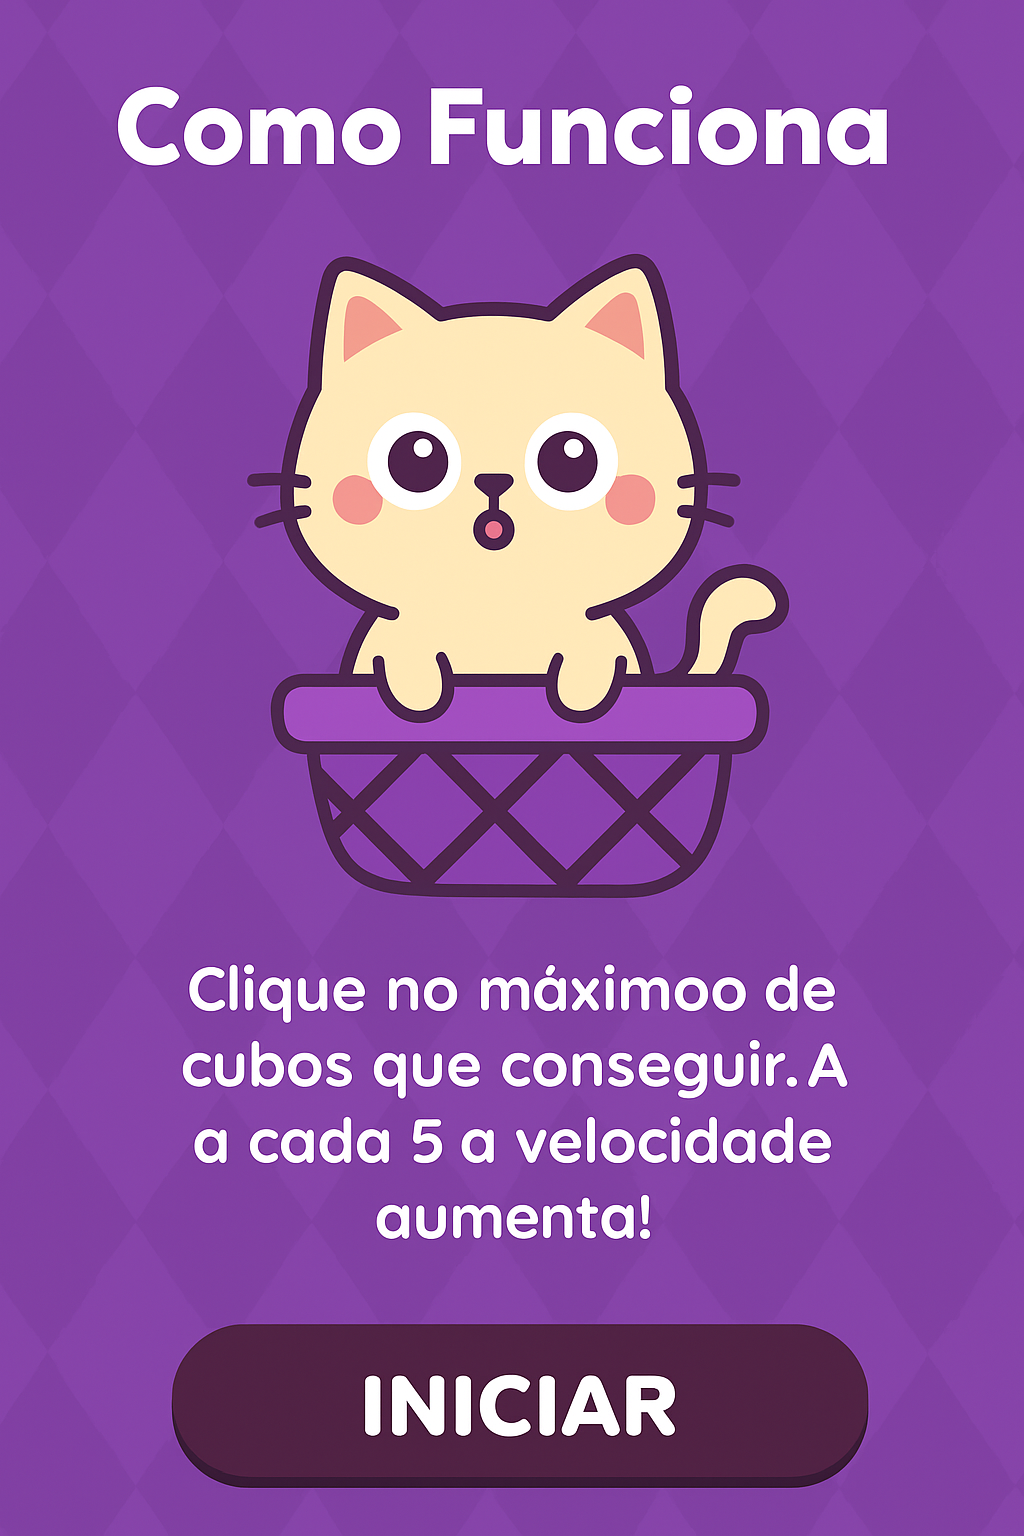 Como Funciona
Clique no máximoo de
cubos que conseguir. A
a cada 5 a velocidade
aumenta!
INICIAR